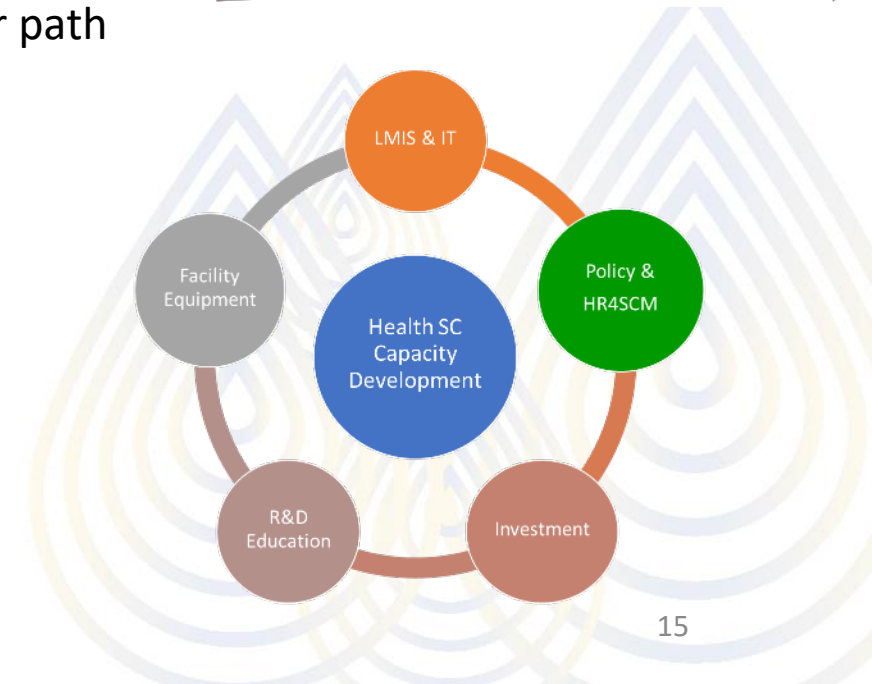 r path
LMIS & IT
Policy &
HR4SCM
Facility
Equipment
Health SC
Capacity
Development
R&D
Education
Investment
15